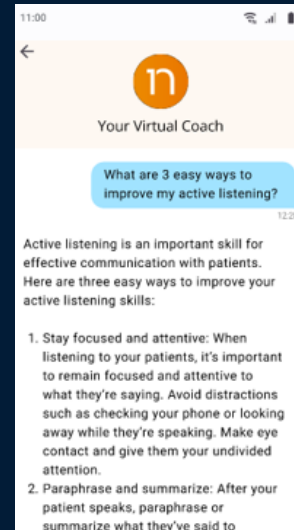 11:00
n
Your Virtual Coach
What are 3 easy ways to
improve my active listening?
Active listening is an important skill for
effective communication with patients.
Here are three easy ways to improve your
active listening skills:
1. Stay focused and attentive: When
listening to your patients, it's important
to remain focused and attentive to
what they're saying. Avoid distractions
such as checking your phone or looking
away while they're speaking. Make eye
contact and give them your undivided
attention.
2. Paraphrase and summarize: After your
patient speaks, paraphrase or
summarize what they've said to